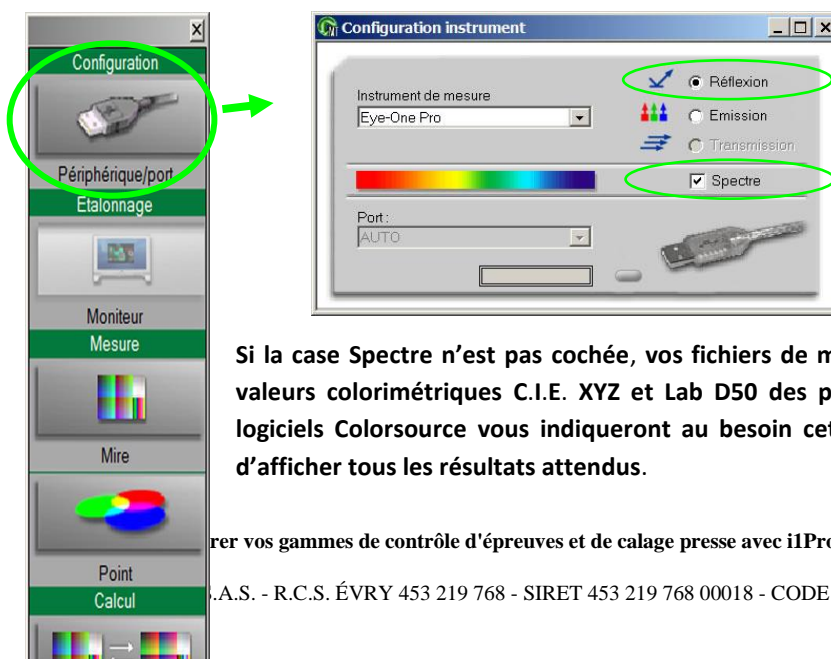 Configuration
Périphérique/port
Etalonnage
Moniteur
Mesure
Mire
Point
Calcul
Configuration instrument
Instrument de mesure
Eye-One Pro
Réflexion
Emission
Transmission
Spectre
Port :
AUTO
Si la case Spectre n’est pas cochée, vos fichiers de
valeurs colorimétriques C.I.E. XYZ et Lab D50 des
logiciels Colorsource vous indiqueront au besoin
d’afficher tous les résultats attendus.
vos gammes de contrôle d'épreuves et de calage presse avec i1Pro
.A.S. - R.C.S. ÉVRY 453 219 768 - SIRET 453 219 768 00018 - CODE